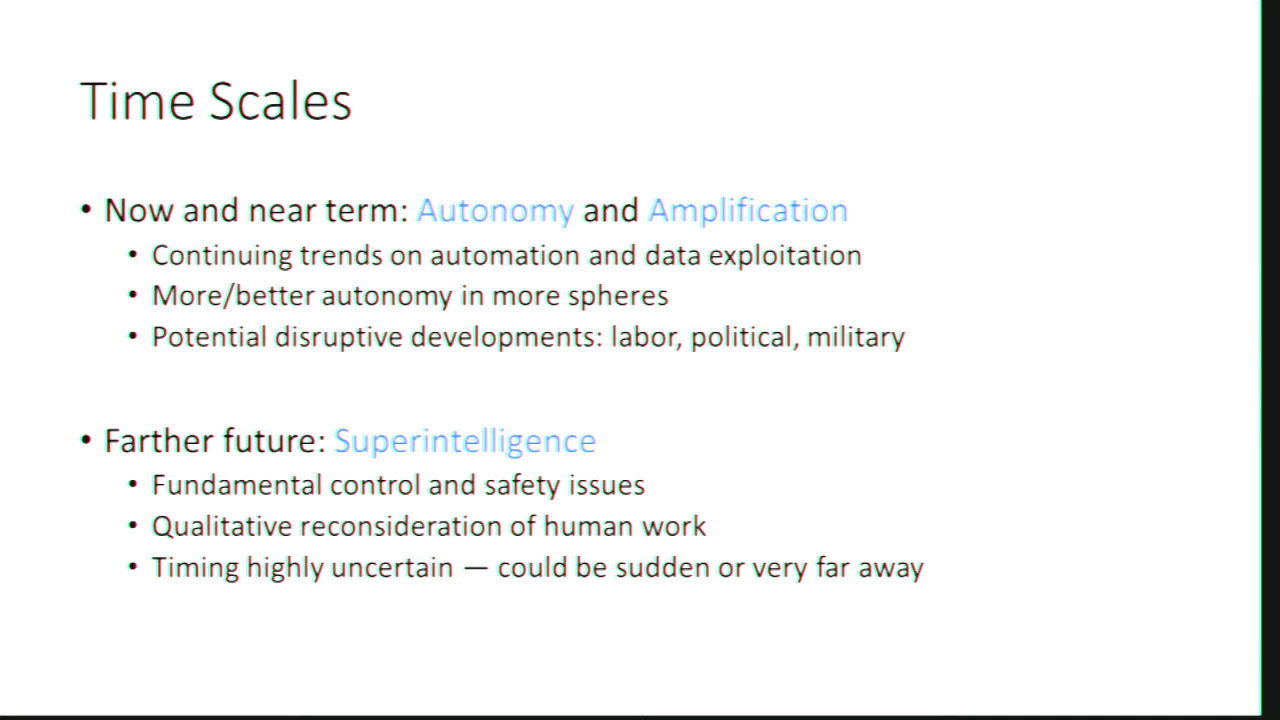 Time Scales
• Now and near term: Autonomy and Amplification
• Continuing trends on automation and data exploitation
• More/better autonomy in more spheres
• Potential disruptive developments: labor, political, military
• Farther future: Superintelligence
• Fundamental control and safety issues
• Qualitative reconsideration of human work
• Timing highly uncertain — could be sudden or very far away